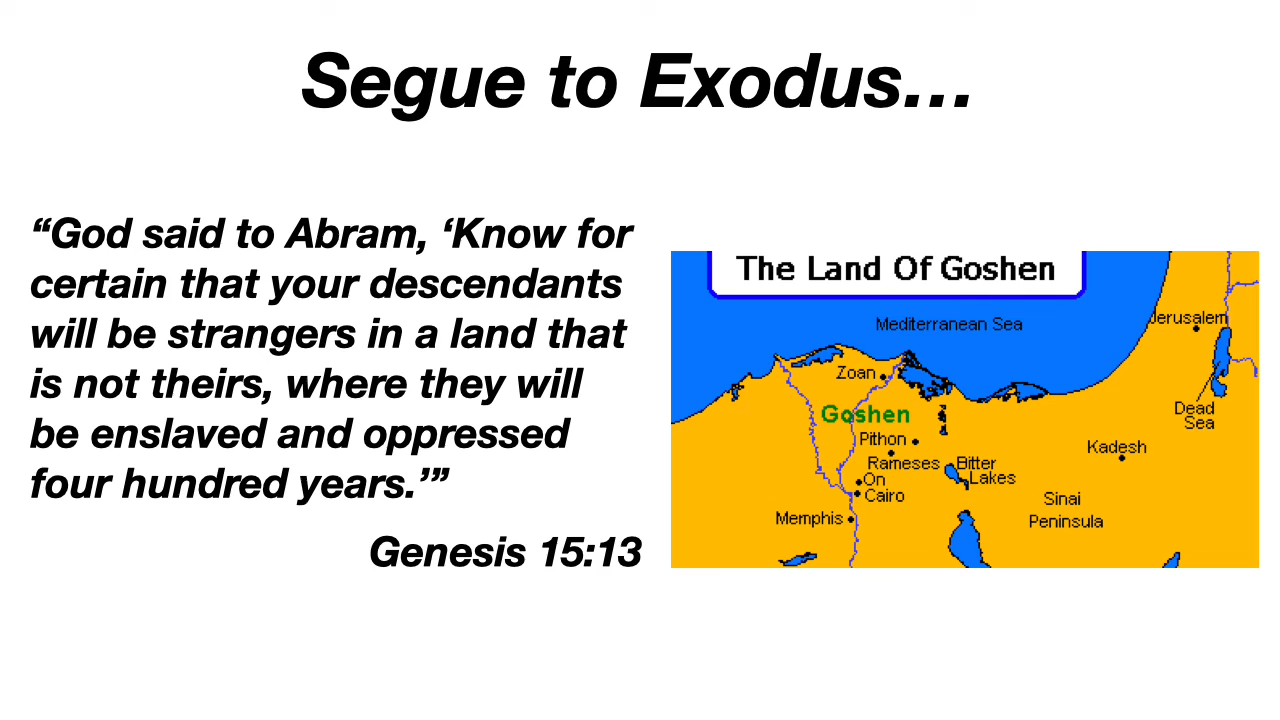 Segue to Exodus…
“God said to Abram, ‘Know for
certain that your descendants
will be strangers in a land that
is not theirs, where they will
be enslaved and oppressed
four hundred years.’”
Genesis 15:13
The Land Of Goshen
Mediterranean Sea
Jerusalem
Zoan
Goshen
Dead
Sea
Pithon
Kadesh
Rameses
Bitter
Lakes
On
Cairo
Sinai
Peninsula
Memphis